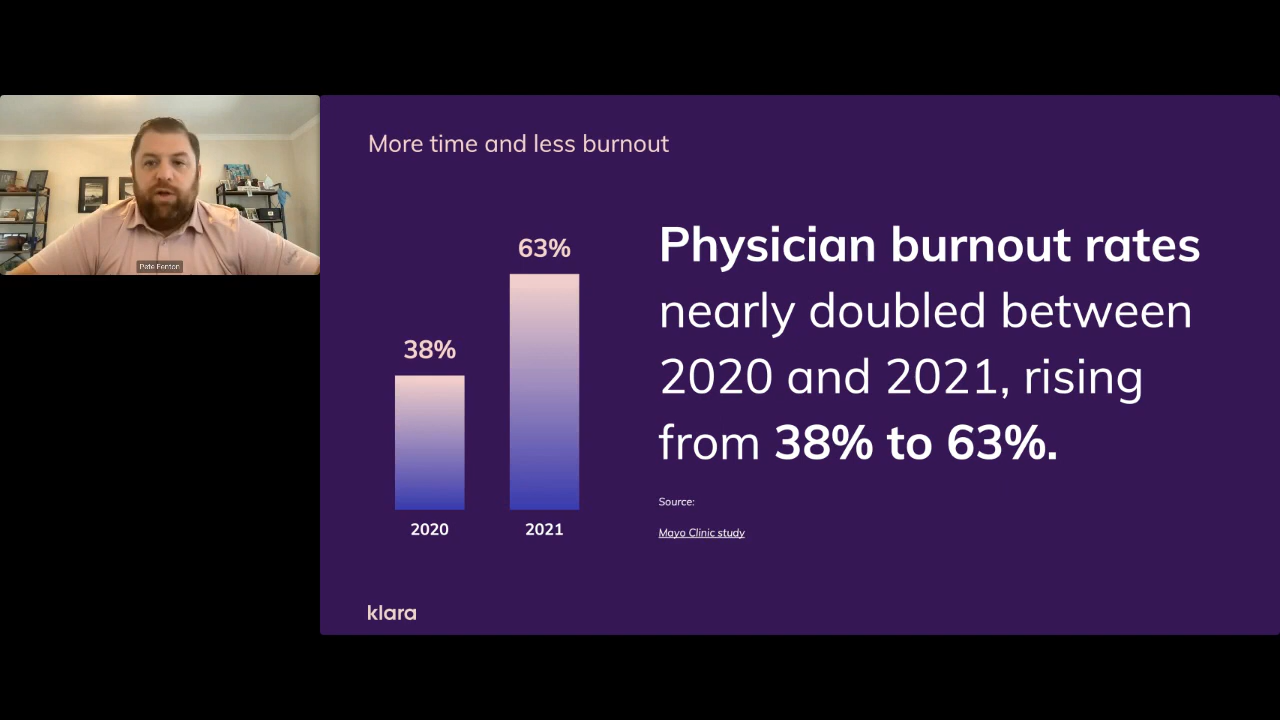 Pete Fenton
More time and less burnout
63%
38%
2020
2021
Physician burnout rates
nearly doubled between
2020 and 2021, rising
from 38% to 63%.
Source:
Mayo Clinic study
klara